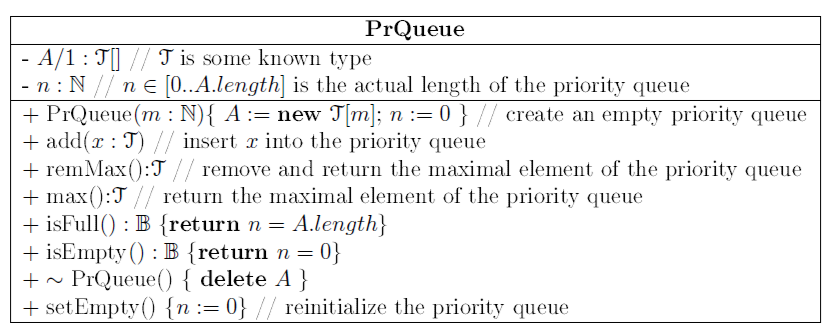 PrQueue
- A/1 : 𝒯[] // 𝒯 is some known type
- n : ℕ // n ∈ [0..A.length] is the actual length of the priority queue
+ PrQueue(m : ℕ){ A := new 𝒯[m]; n := 0 } // create an empty priority queue
+ add(x : 𝒯) // insert x into the priority queue
+ remMax():𝒯 // remove and return the maximal element of the priority queue
+ max():𝒯 // return the maximal element of the priority queue
+ isFull() : 𝔹 {return n = A.length}
+ isEmpty() : 𝔹 {return n = 0}
+ ∼ PrQueue() { delete A }
+ setEmpty() {n := 0} // reinitialize the priority queue